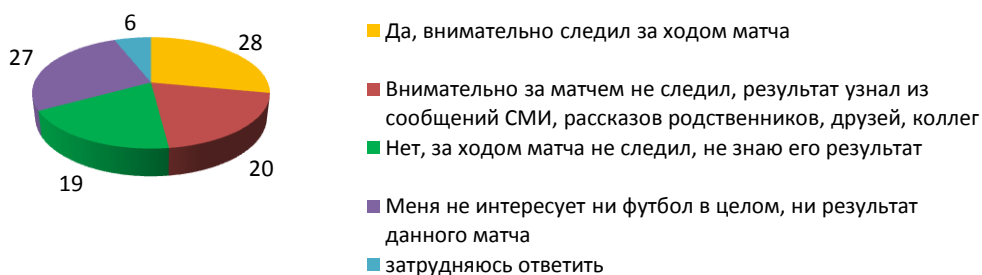 6
28
27
20
19
Да, внимательно следил за ходом матча
Внимательно за матчем не следил, результат узнал из
сообщений СМИ, рассказов родственников, друзей, коллег
Нет, за ходом матча не следил, не знаю его результат
Меня не интересует ни футбол в целом, ни результат
данного матча
затрудняюсь ответить